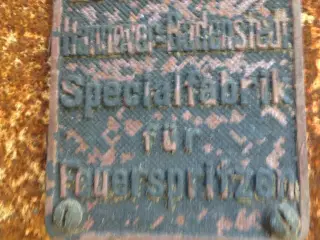 Hannover-Badenstedt
Specialfabrik
für
Feuerspritzen